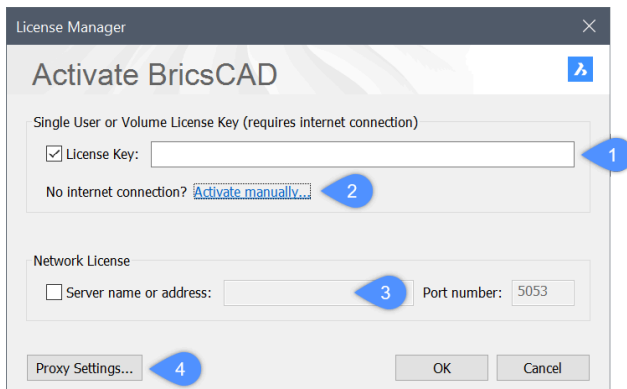 License Manager
Activate BricsCAD
Single User or Volume License Key (requires internet connection)
License Key:
1
No internet connection? Activate manually...
2
Network License
Server name or address:
3
Port number: 5053
Proxy Settings...
4
OK
Cancel